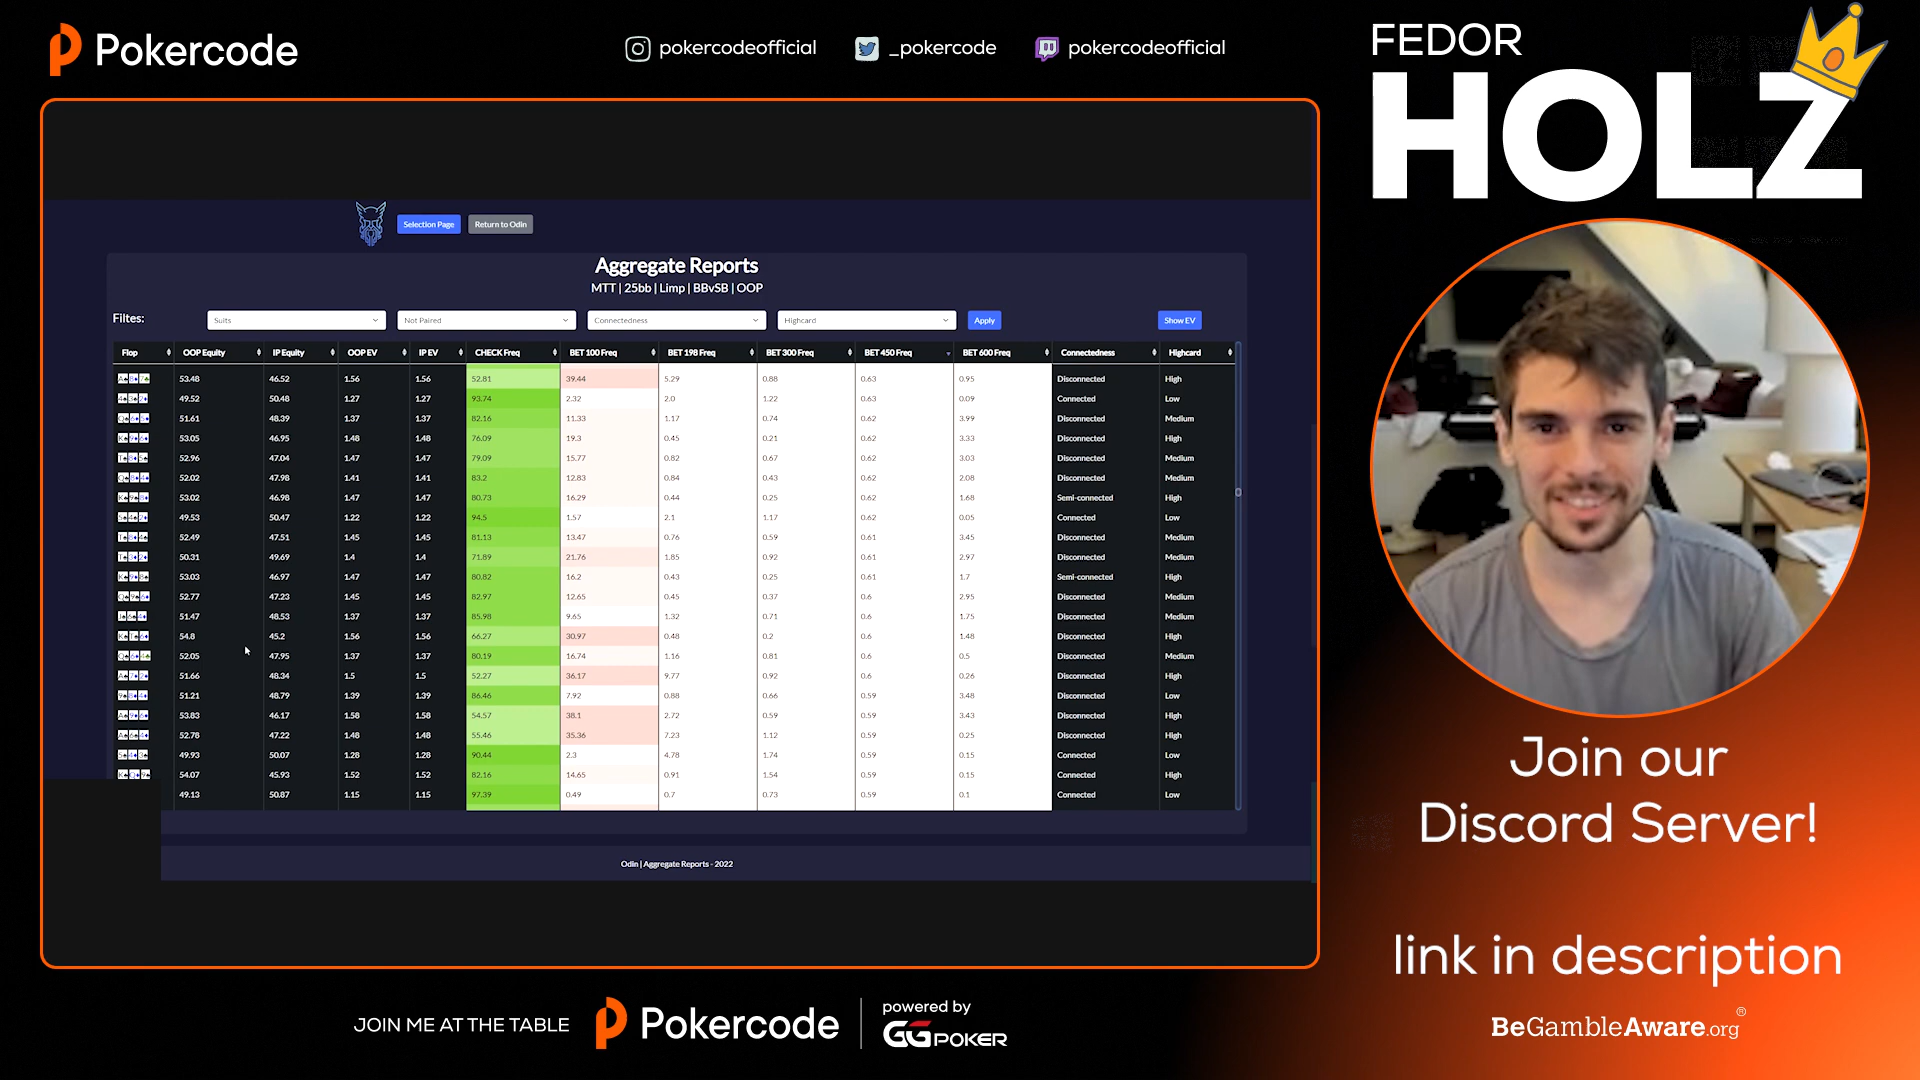 Pokercode
pokercodeofficial
_pokercode
pokercodeofficial
FEDOR
HOLZ
Selection Page
Return to Odin
Aggregate Reports
MTT | 25bb | Limp | BBvSB | OOP
Filtes:
Suits
Not Paired
Connectedness
Highcard
Apply
Show EV
Flop OOP Equity IP Equity OOP EV IP EV CHECK Freq BET 100 Freq BET 198 Freq BET 300 Freq BET 450 Freq BET 600 Freq Connectedness Highcard
53.48 46.52 1.56 1.56 52.81 39.44 5.29 0.88 0.63 0.95 Disconnected High
49.52 50.48 1.27 1.27 93.74 2.32 2.0 1.22 0.63 0.09 Connected Low
51.61 48.39 1.37 1.37 82.16 11.33 1.17 0.74 0.62 3.99 Disconnected Medium
53.05 46.95 1.48 1.48 76.09 19.3 0.45 0.21 0.62 3.33 Disconnected High
52.96 47.04 1.47 1.47 79.09 15.77 0.82 0.67 0.62 3.03 Disconnected Medium
52.02 47.98 1.41 1.41 83.2 12.83 0.84 0.43 0.62 2.08 Disconnected Medium
53.02 46.98 1.47 1.47 80.73 16.29 0.44 0.25 0.62 1.68 Semi-connected High
49.53 50.47 1.22 1.22 94.5 1.57 2.1 1.17 0.62 0.05 Connected Low
52.49 47.51 1.45 1.45 81.13 13.47 0.76 0.59 0.61 3.45 Disconnected Medium
50.31 49.69 1.4 1.4 71.89 21.76 1.85 0.92 0.61 2.97 Disconnected Medium
53.03 46.97 1.47 1.47 80.82 16.2 0.43 0.25 0.61 1.7 Semi-connected High
52.77 47.23 1.45 1.45 82.97 12.65 0.45 0.37 0.6 2.95 Disconnected Medium
51.47 48.53 1.37 1.37 85.98 9.65 1.32 0.71 0.6 1.75 Disconnected Medium
54.8 45.2 1.56 1.56 66.27 30.97 0.48 0.2 0.6 1.48 Disconnected High
52.05 47.95 1.37 1.37 80.19 16.74 1.16 0.81 0.6 0.5 Disconnected Medium
51.66 48.34 1.5 1.5 52.27 36.17 9.77 0.92 0.6 0.26 Disconnected High
51.21 48.79 1.39 1.39 86.46 7.92 0.88 0.66 0.59 3.48 Disconnected Low
53.83 46.17 1.58 1.58 54.57 38.1 2.72 0.59 0.59 3.43 Disconnected High
52.78 47.22 1.48 1.48 55.46 35.36 7.23 1.12 0.59 0.25 Disconnected High
49.93 50.07 1.28 1.28 90.44 2.3 4.78 1.74 0.59 0.15 Connected Low
54.07 45.93 1.52 1.52 82.16 14.65 0.91 1.54 0.59 0.15 Connected High
49.13 50.87 1.15 1.15 97.39 0.49 0.7 0.73 0.59 0.1 Connected Low
Odin | Aggregate Reports - 2022
Join our
Discord Server!
link in description
BeGambleAware.org®
JOIN ME AT THE TABLE
Pokercode
powered by
GGPOKER